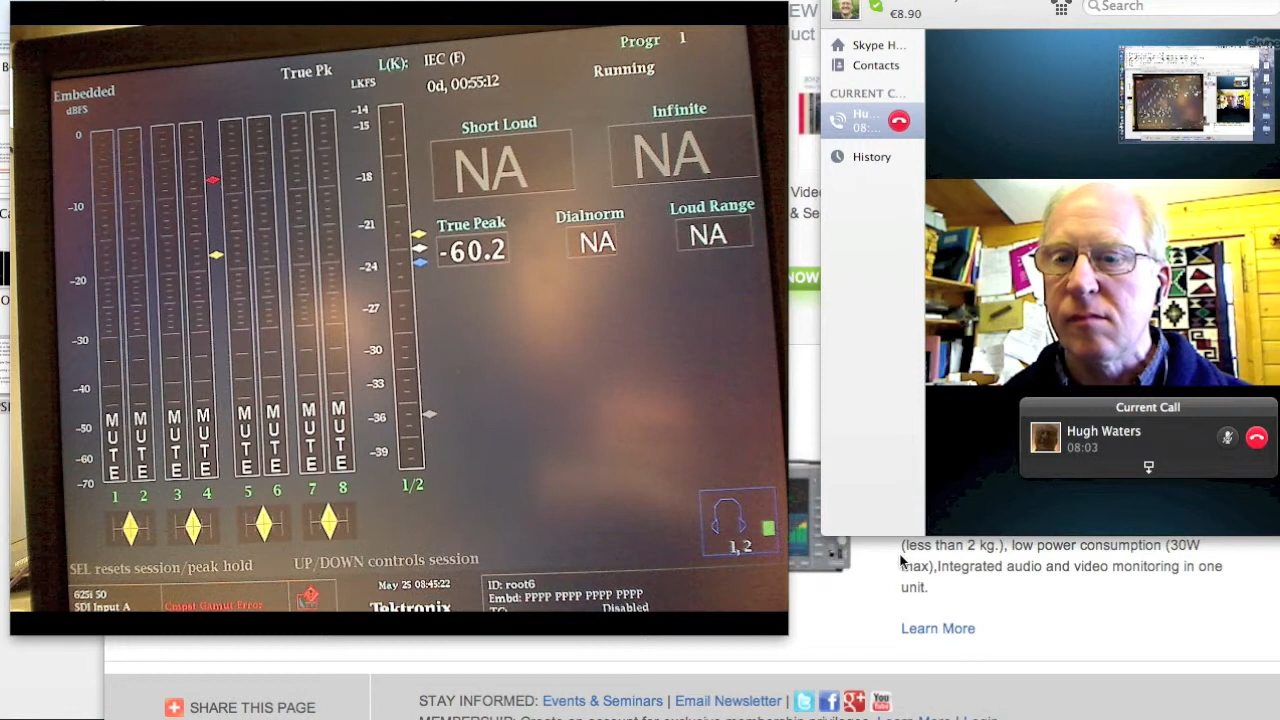 Embedded
dBFS
True Pk
LKFS
L(K):
IEC (F)
0d, 00:55:12
Progr 1
Running
0
-10
-20
-30
-40
-50
-60
-70
-14
-15
-18
-21
-24
-27
-30
-33
-36
-39
Short Loud
NA
Infinite
NA
True Peak
-60.2
Dialnorm
NA
Loud Range
NA
MUTE MUTE MUTE MUTE MUTE MUTE MUTE MUTE
1 2 3 4 5 6 7 8
1/2
1, 2
SEL resets session/peak hold
UP/DOWN controls session
625i 50
SDI Input A
Cmpst Gamut Error
May 25 08:45:22
Tektronix
ID: root6
Embd: PPPP PPPP PPPP PPPP
Disabled
€8.90
Search
Skype H...
Contacts
CURRENT C...
Hu...
08:...
History
Current Call
Hugh Waters
08:03
NOW
(less than 2 kg.), low power consumption (30W
max),Integrated audio and video monitoring in one
unit.
Learn More
SHARE THIS PAGE
STAY INFORMED: Events & Seminars | Email Newsletter |
You